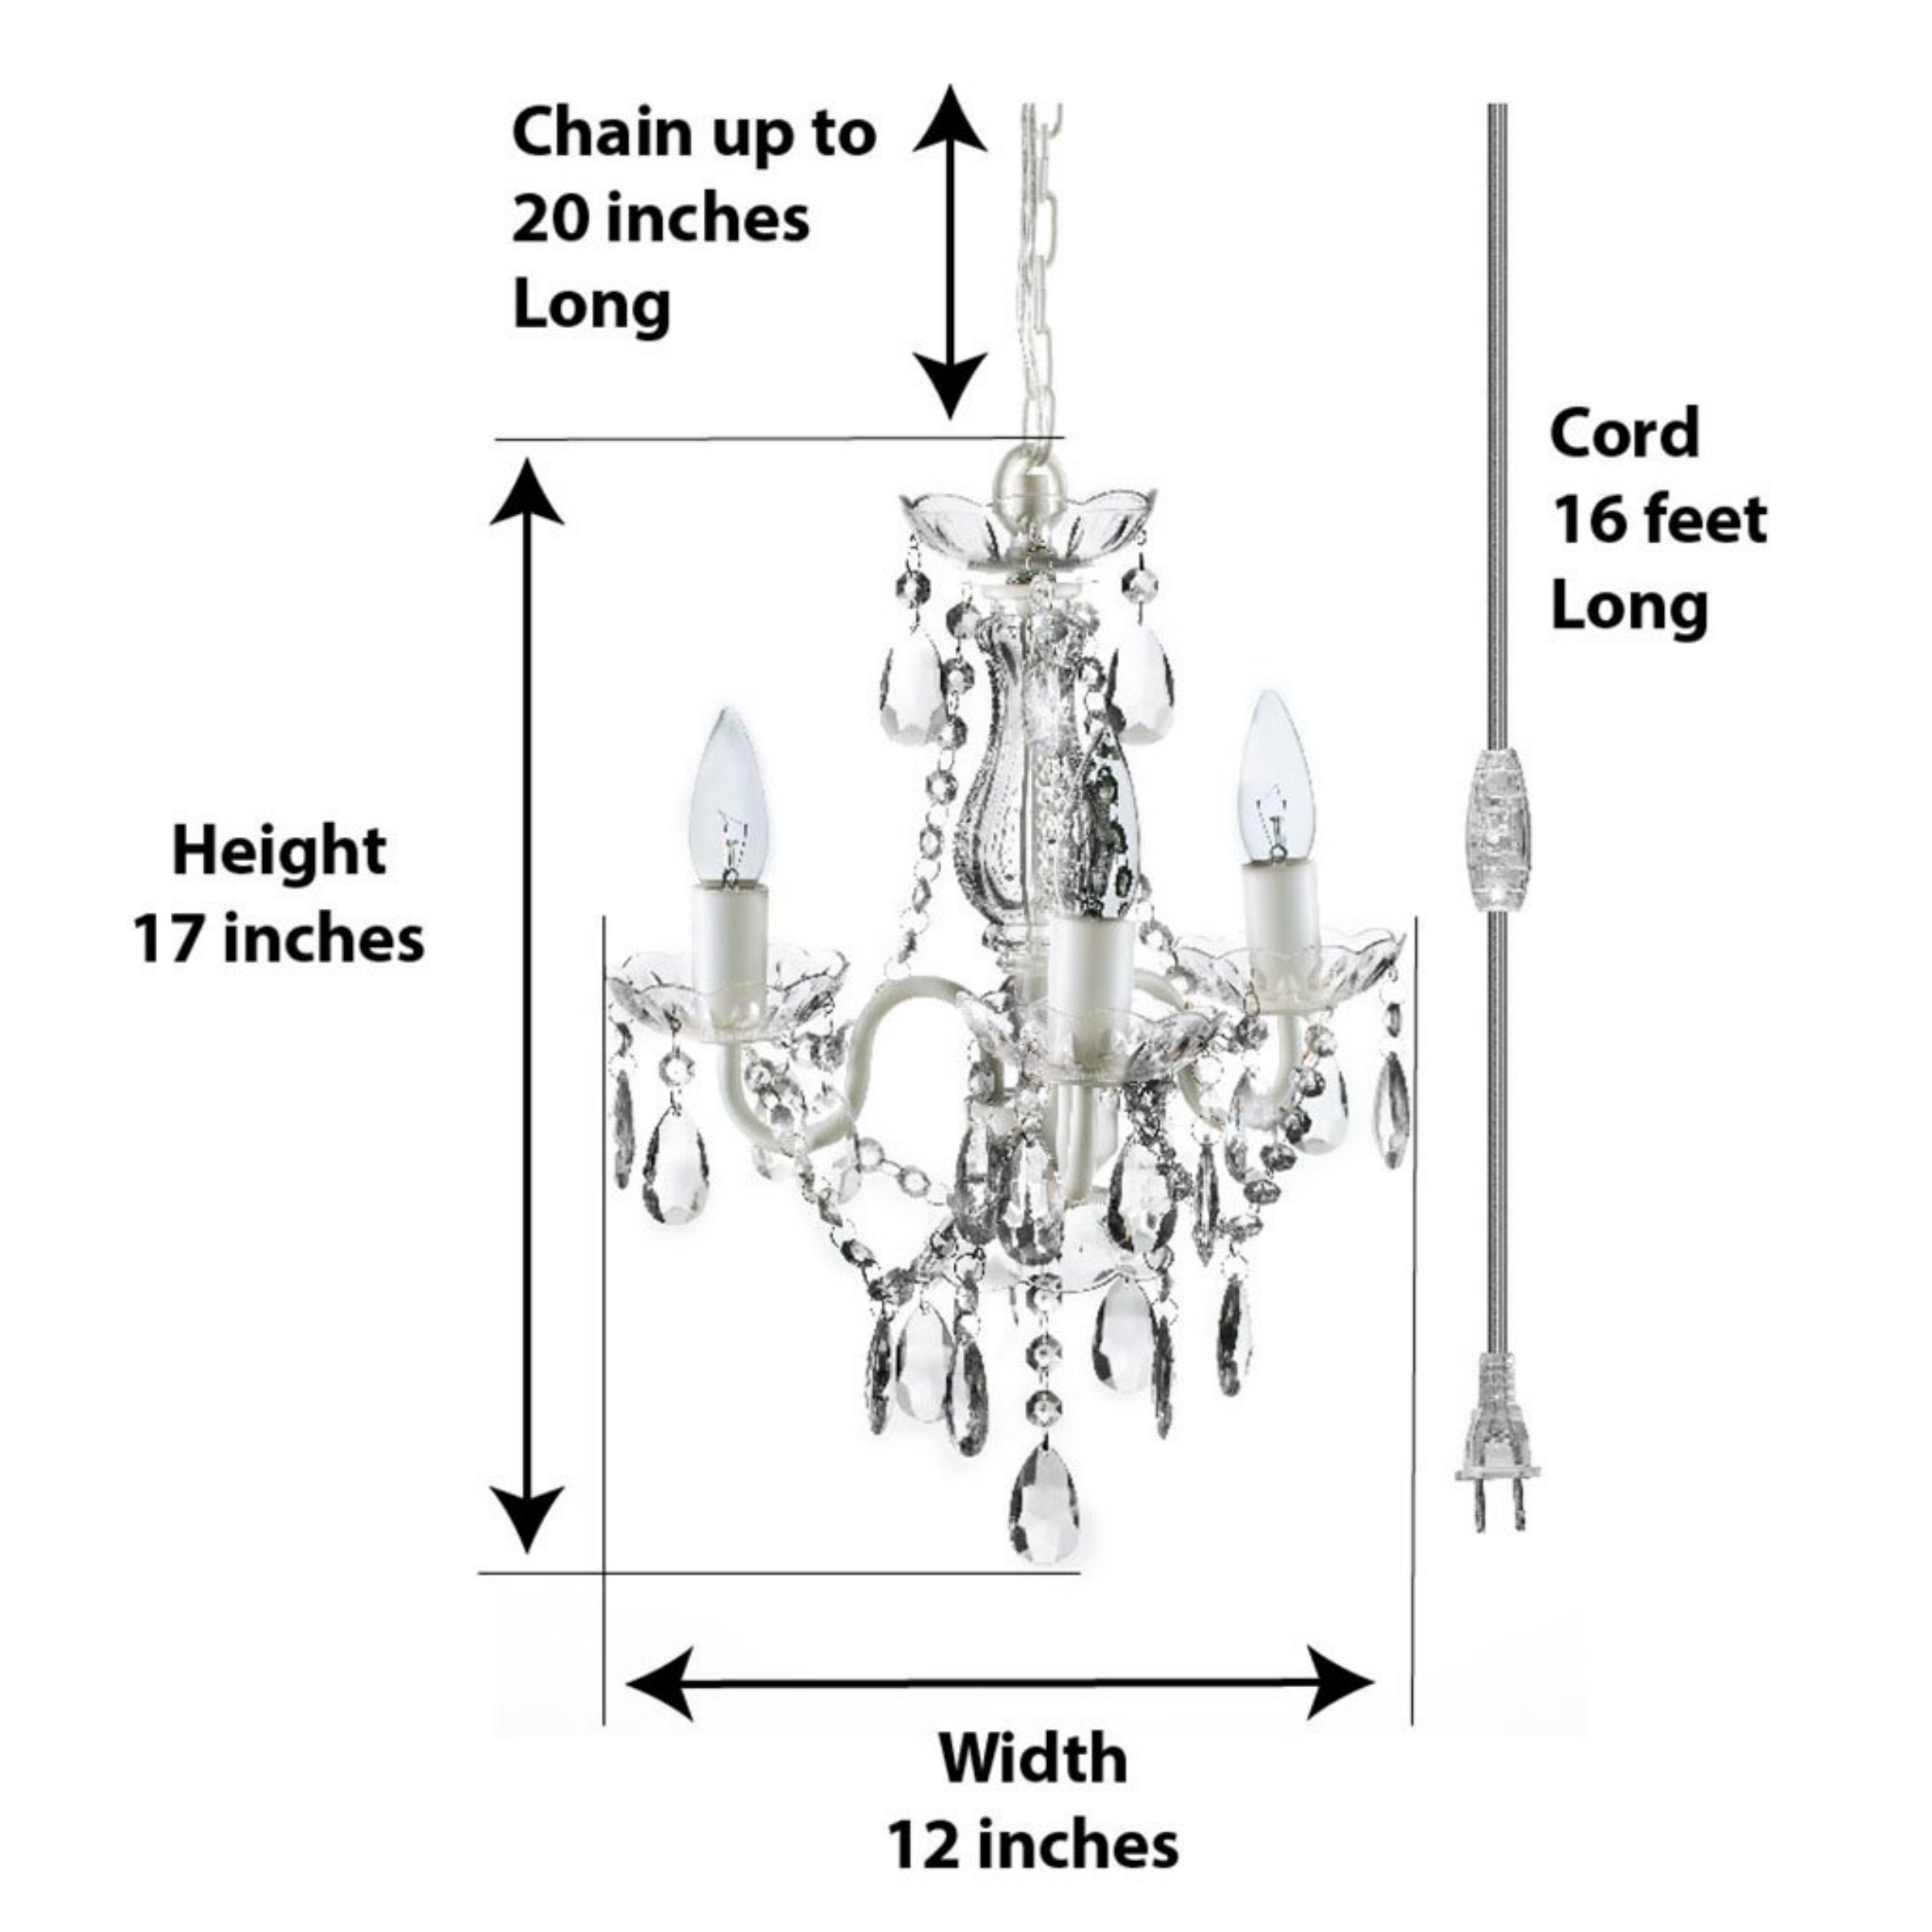 Chain up to
20 inches
Long
Cord
16 feet
Long
Height
17 inches
Width
12 inches